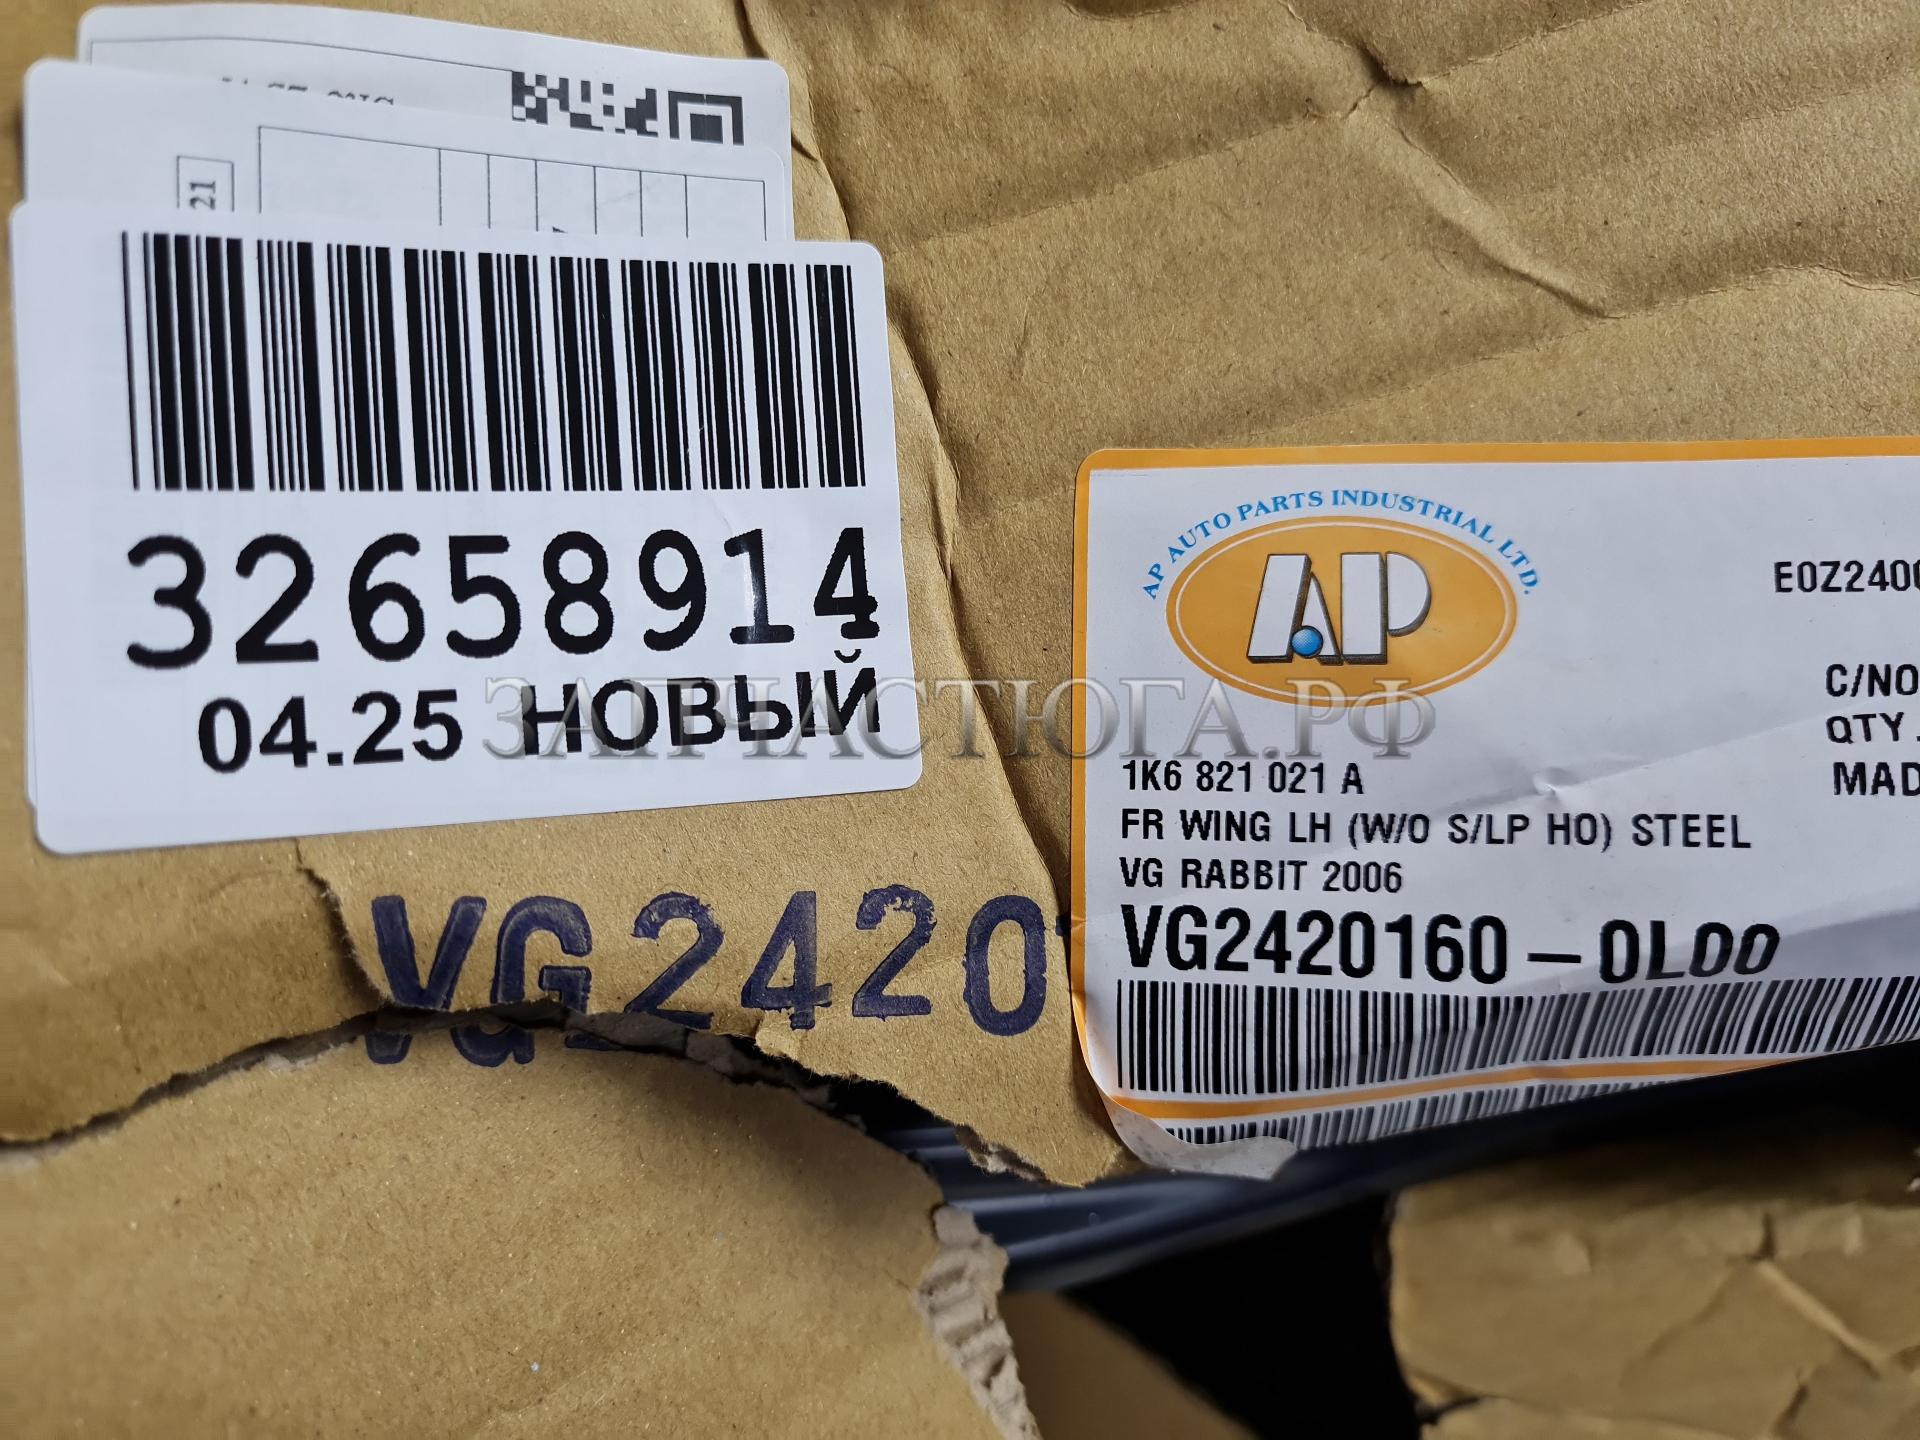 21
32658914
04.25 НОВЫЙ
ЗАПЧАСТЮГА.РФ
VG2420
AP AUTO PARTS INDUSTRIAL LTD.
AP
E0Z240
C/NO
QTY.
MAD
1K6 821 021 A
FR WING LH (W/O S/LP HO) STEEL
VG RABBIT 2006
VG2420160-0L00